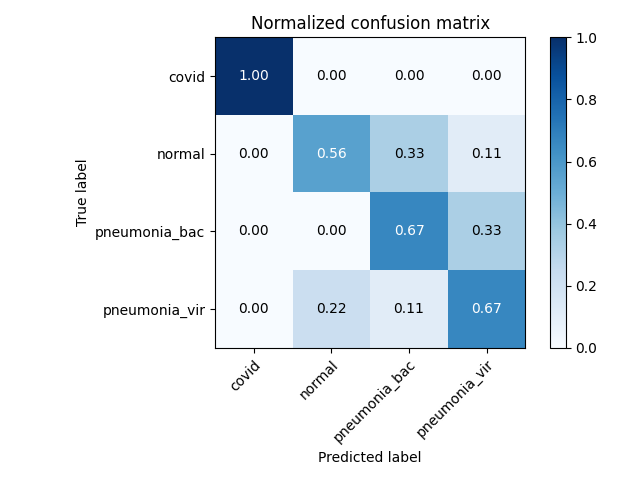 Normalized confusion matrix
True label
covid 1.00 0.00 0.00 0.00
normal 0.00 0.56 0.33 0.11
pneumonia_bac 0.00 0.00 0.67 0.33
pneumonia_vir 0.00 0.22 0.11 0.67
covid normal pneumonia_bac pneumonia_vir
Predicted label
1.0
0.8
0.6
0.4
0.2
0.0